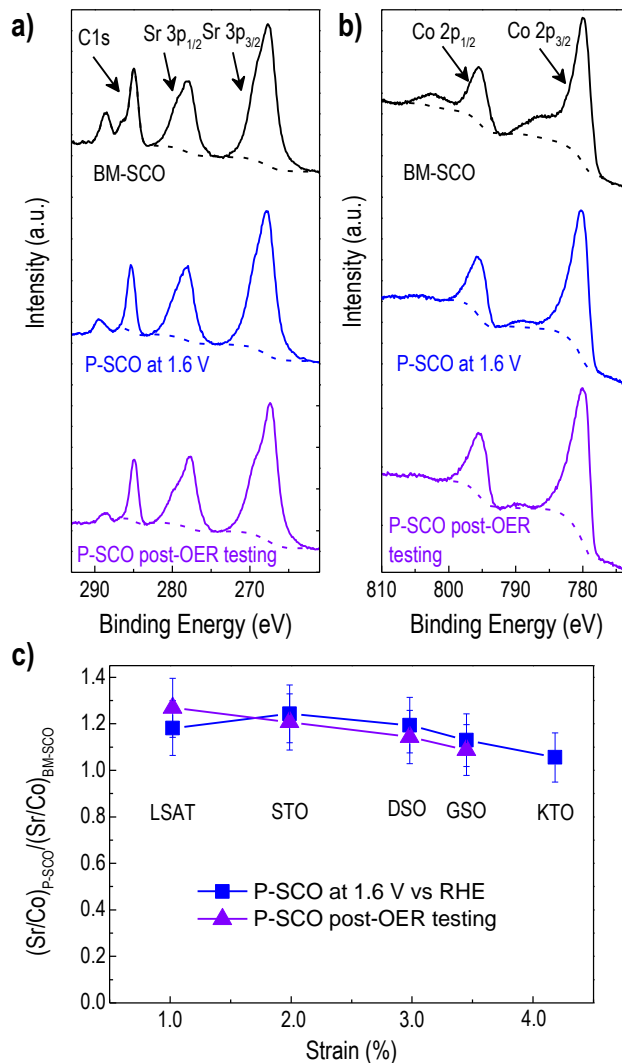 a)
C1s
Sr 3p1/2
Sr 3p3/2
BM-SCO
P-SCO at 1.6 V
P-SCO post-OER testing
Intensity (a.u.)
290 280 270
Binding Energy (eV)
b)
Co 2p1/2
Co 2p3/2
BM-SCO
P-SCO at 1.6 V
P-SCO post-OER
testing
Intensity (a.u.)
810 800 790 780
Binding Energy (eV)
c)
(Sr/Co)P-SCO/(Sr/Co)BM-SCO
1.4
1.2
1.0
0.8
0.6
0.4
0.2
0.0
LSAT STO DSO GSO KTO
P-SCO at 1.6 V vs RHE
P-SCO post-OER testing
1.0 2.0 3.0 4.0
Strain (%)